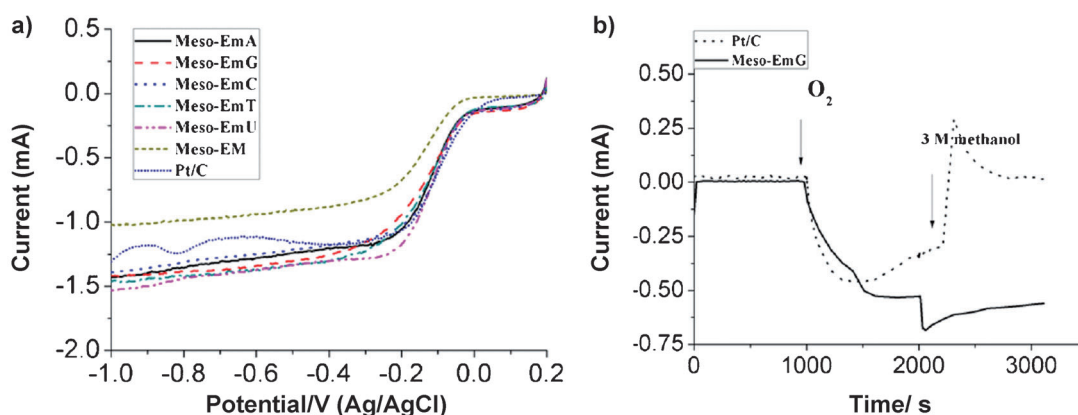 a)
Meso-EmA
Meso-EmG
Meso-EmC
Meso-EmT
Meso-EmU
Meso-EM
Pt/C
0.5
0.0
-0.5
-1.0
-1.5
-2.0
Current (mA)
-1.0 -0.8 -0.6 -0.4 -0.2 0.0 0.2
Potential/V (Ag/AgCl)
b)
Pt/C
Meso-EmG
O2
3 M methanol
0.50
0.25
0.00
-0.25
-0.50
-0.75
Current (mA)
0 1000 2000 3000
Time/ s